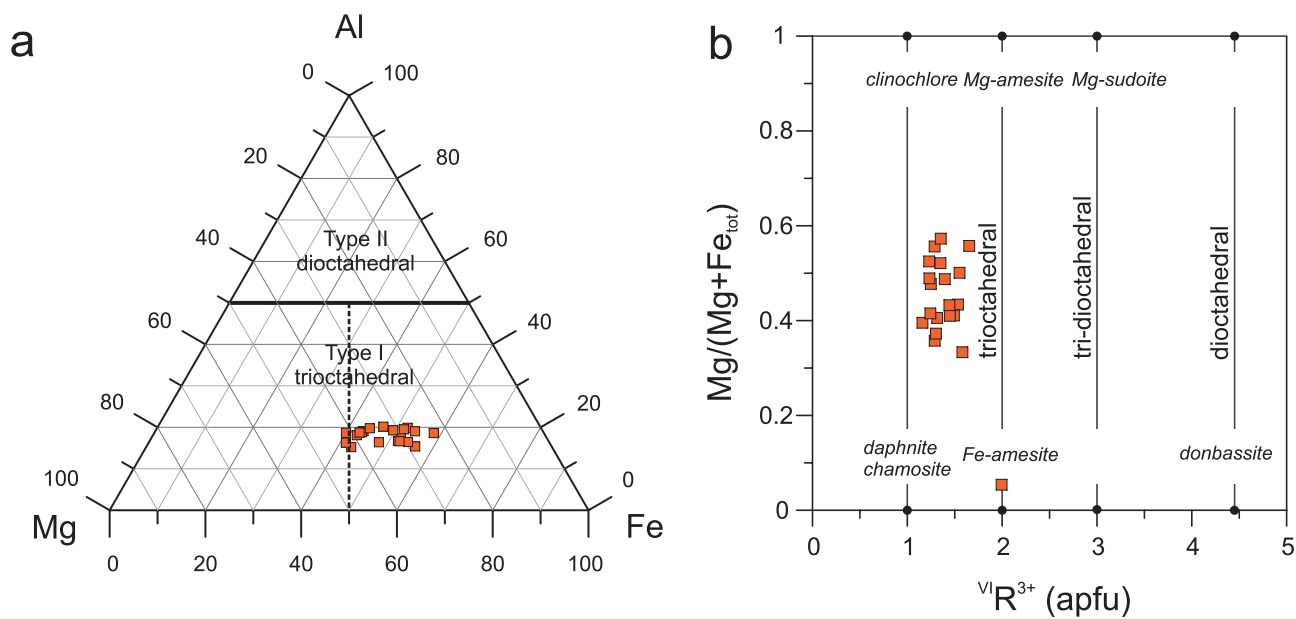 a
Al
0 100
20 80
40 60
60 40
80 20
100 0
Type II
dioctahedral
Type I
trioctahedral
Mg Fe
0 20 40 60 80 100
b
1
0.8
0.6
0.4
0.2
0
Mg/(Mg+Fe_tot)
clinochlore Mg-amesite Mg-sudoite
trioctahedral
tri-dioctahedral
dioctahedral
daphnite
chamosite
Fe-amesite
donbassite
0 1 2 3 4 5
ⱽᴵR³⁺ (apfu)